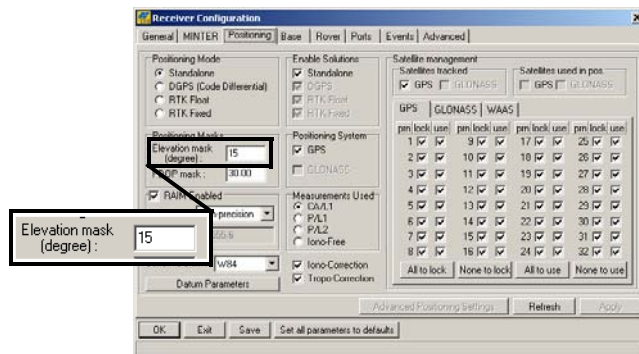 Receiver Configuration
General MINTER Positioning Base Rover Ports Events Advanced
Positioning Mode
Standalone
DGPS (Code Differential)
RTK Float
RTK Fixed
Enable Solutions
Standalone
DGPS
RTK Float
RTK Fixed
Satellite management
Satellites tracked
GPS GLONASS
Satellites used in pos.
GPS GLONASS
GPS GLONASS WAAS
prn lock use prn lock use prn lock use prn lock use
1 9 17 25
2 10 18 26
3 11 19 27
4 12 20 28
5 13 21 29
6 14 22 30
7 15 23 31
8 16 24 32
All to lock None to lock All to use None to use
Positioning Masks
Elevation mask (degree) : 15
PDOP mask : 30.00
Positioning System
GPS
GLONASS
RAIM Enabled
precision
Measurements Used
CA/L1
P/L1
P/L2
Iono-Free
Elevation mask
(degree) :
15
W84
Datum Parameters
Iono-Correction
Tropo-Correction
Advanced Positioning Settings Refresh Apply
OK Exit Save Set all parameters to defaults